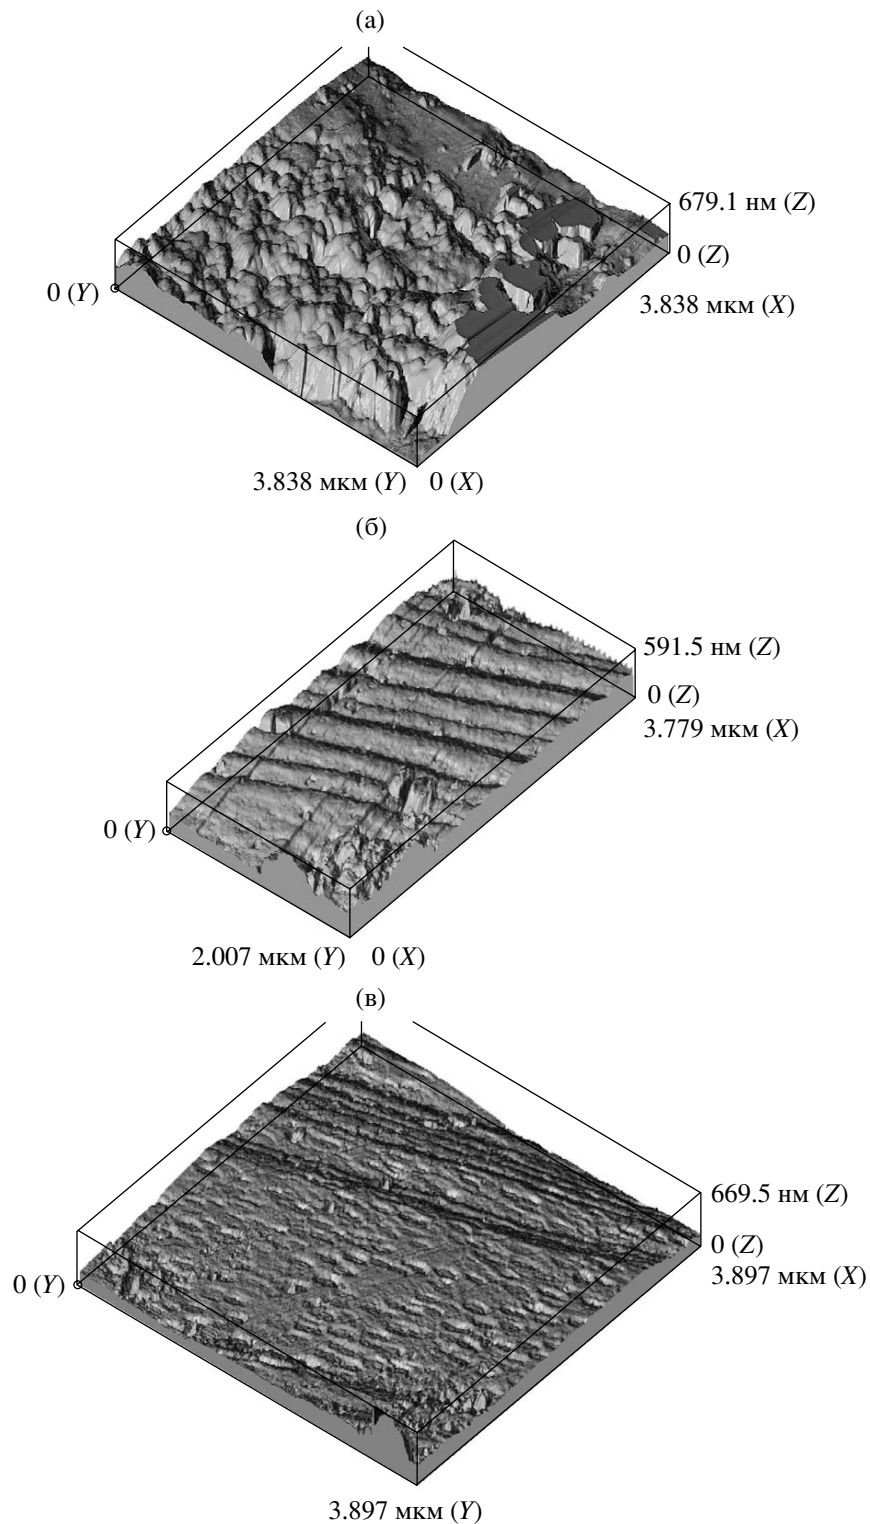 (а)
679.1 нм (Z)
0 (Z)
0 (Y)
3.838 мкм (X)
3.838 мкм (Y) 0 (X)
(б)
591.5 нм (Z)
0 (Z)
3.779 мкм (X)
0 (Y)
2.007 мкм (Y) 0 (X)
(в)
669.5 нм (Z)
0 (Z)
3.897 мкм (X)
0 (Y)
3.897 мкм (Y)